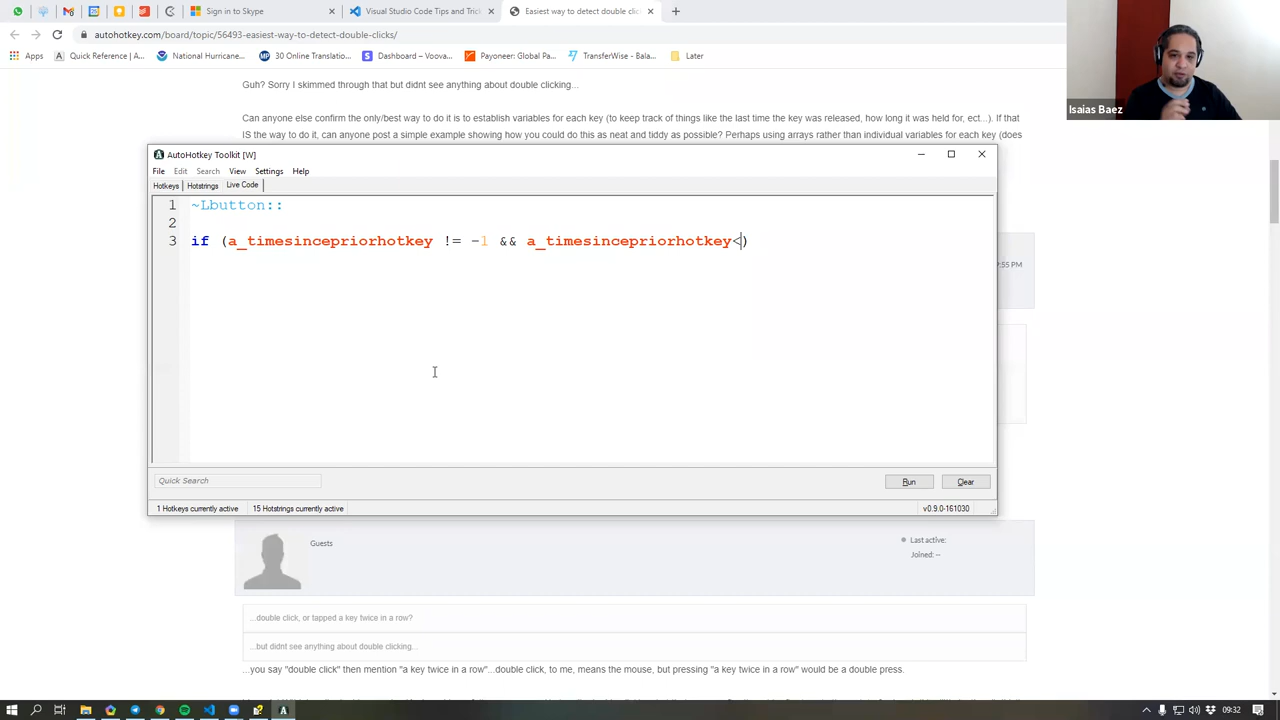 Sign in to Skype
Visual Studio Code Tips and Trick
Easiest way to detect double clic
autohotkey.com/board/topic/56493-easiest-way-to-detect-double-clicks/
Apps
Quick Reference | A...
National Hurricane...
30 Online Translation...
Dashboard – Voova...
Payoneer: Global Pa...
TransferWise - Bala...
Later
Guh? Sorry I skimmed through that but didnt see anything about double clicking...
Can anyone else confirm the only/best way to do it is to establish variables for each key (to keep track of things like the last time the key was released, how long it was held for, ect...). If that
IS the way to do it, can anyone post a simple example showing how you could do this as neat and tidy as possible? Perhaps using arrays rather than individual variables for each key (does
Isaias Baez
AutoHotkey Toolkit [W]
File Edit Search View Settings Help
Hotkeys Hotstrings Live Code
1 ~Lbutton::
2
3 if (a_timesincepriorhotkey != -1 && a_timesincepriorhotkey<)
9:55 PM
Quick Search
Run
Clear
1 Hotkeys currently active
15 Hotstrings currently active
v0.9.0-161030
Guests
Last active:
Joined: --
...double click, or tapped a key twice in a row?
...but didnt see anything about double clicking...
...you say "double click" then mention "a key twice in a row"...double click, to me, means the mouse, but pressing "a key twice in a row" would be a double press.
09:32